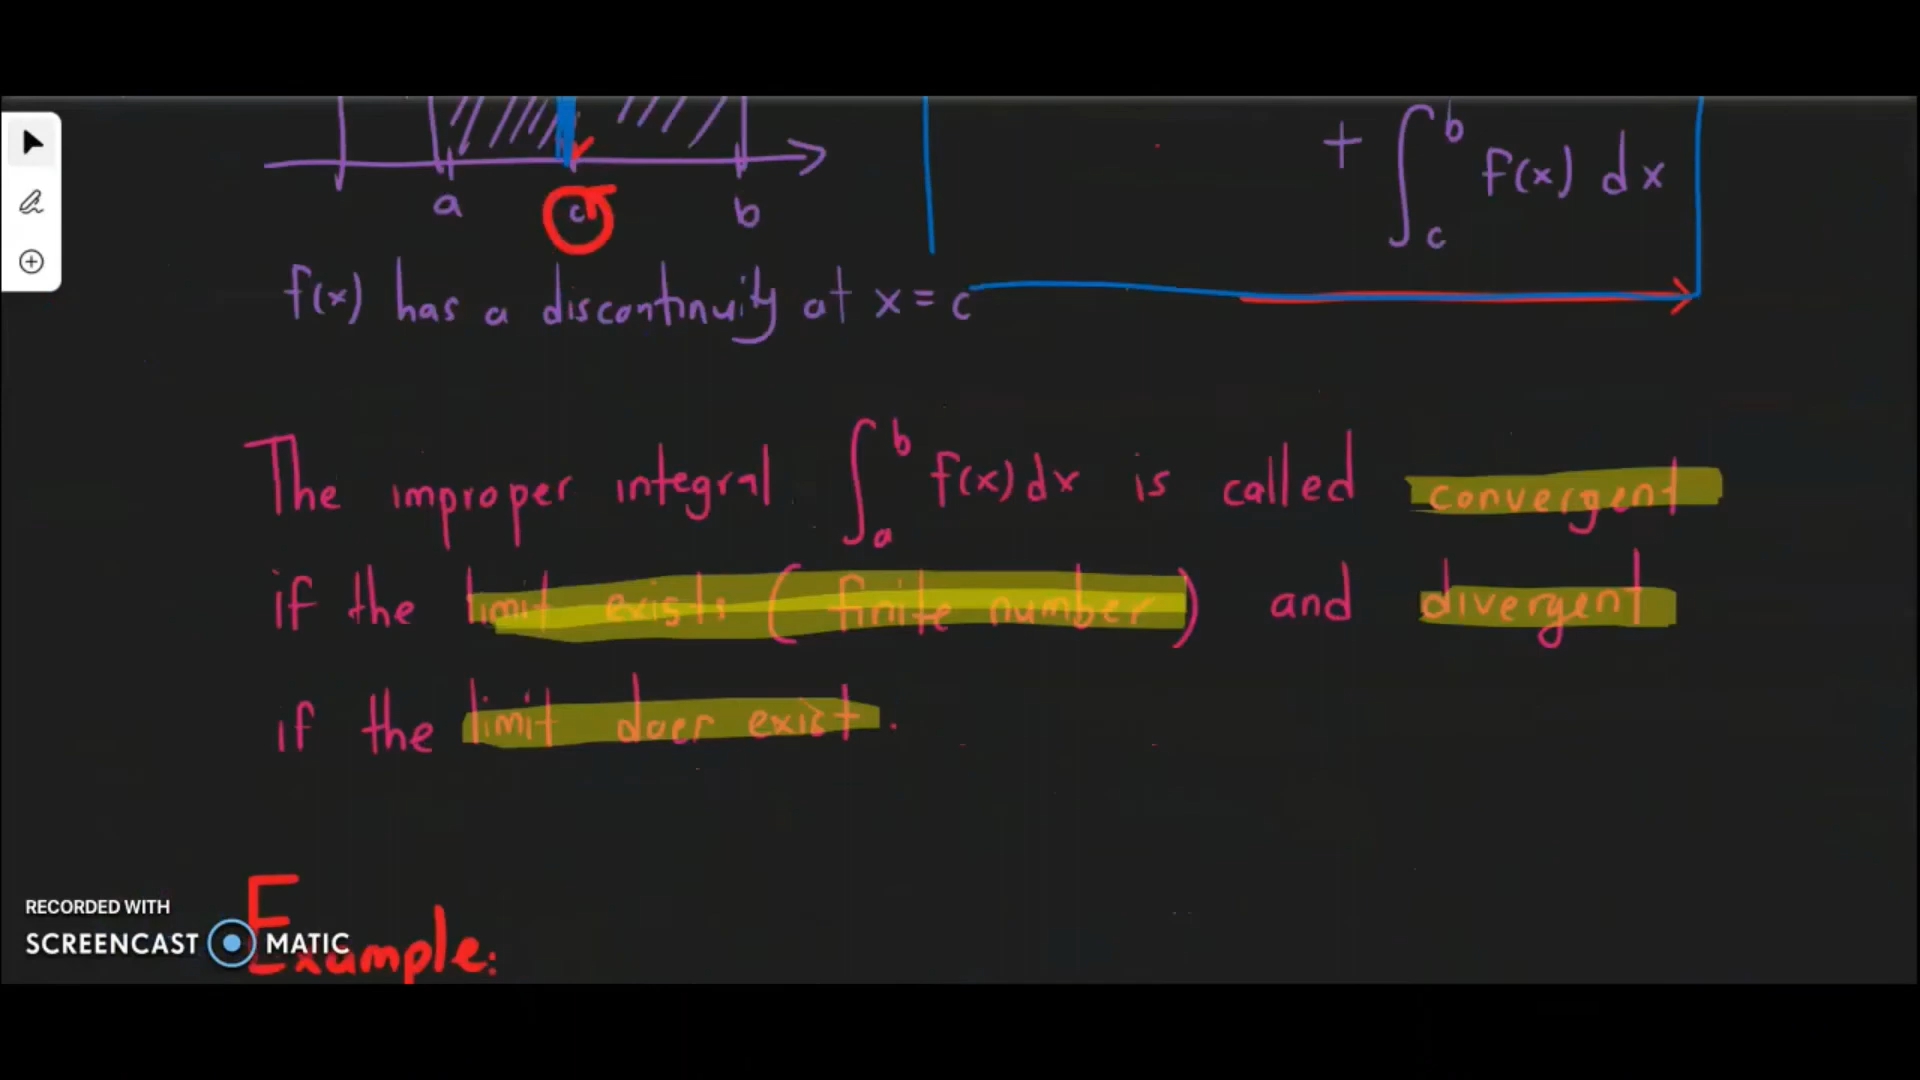 + ∫_c^b f(x) dx
a c b
f(x) has a discontinuity at x = c
The improper integral ∫_a^b f(x) dx is called convergent
if the limit exists (finite number) and divergent
if the limit does exist.
RECORDED WITH
SCREENCAST MATIC
Example: